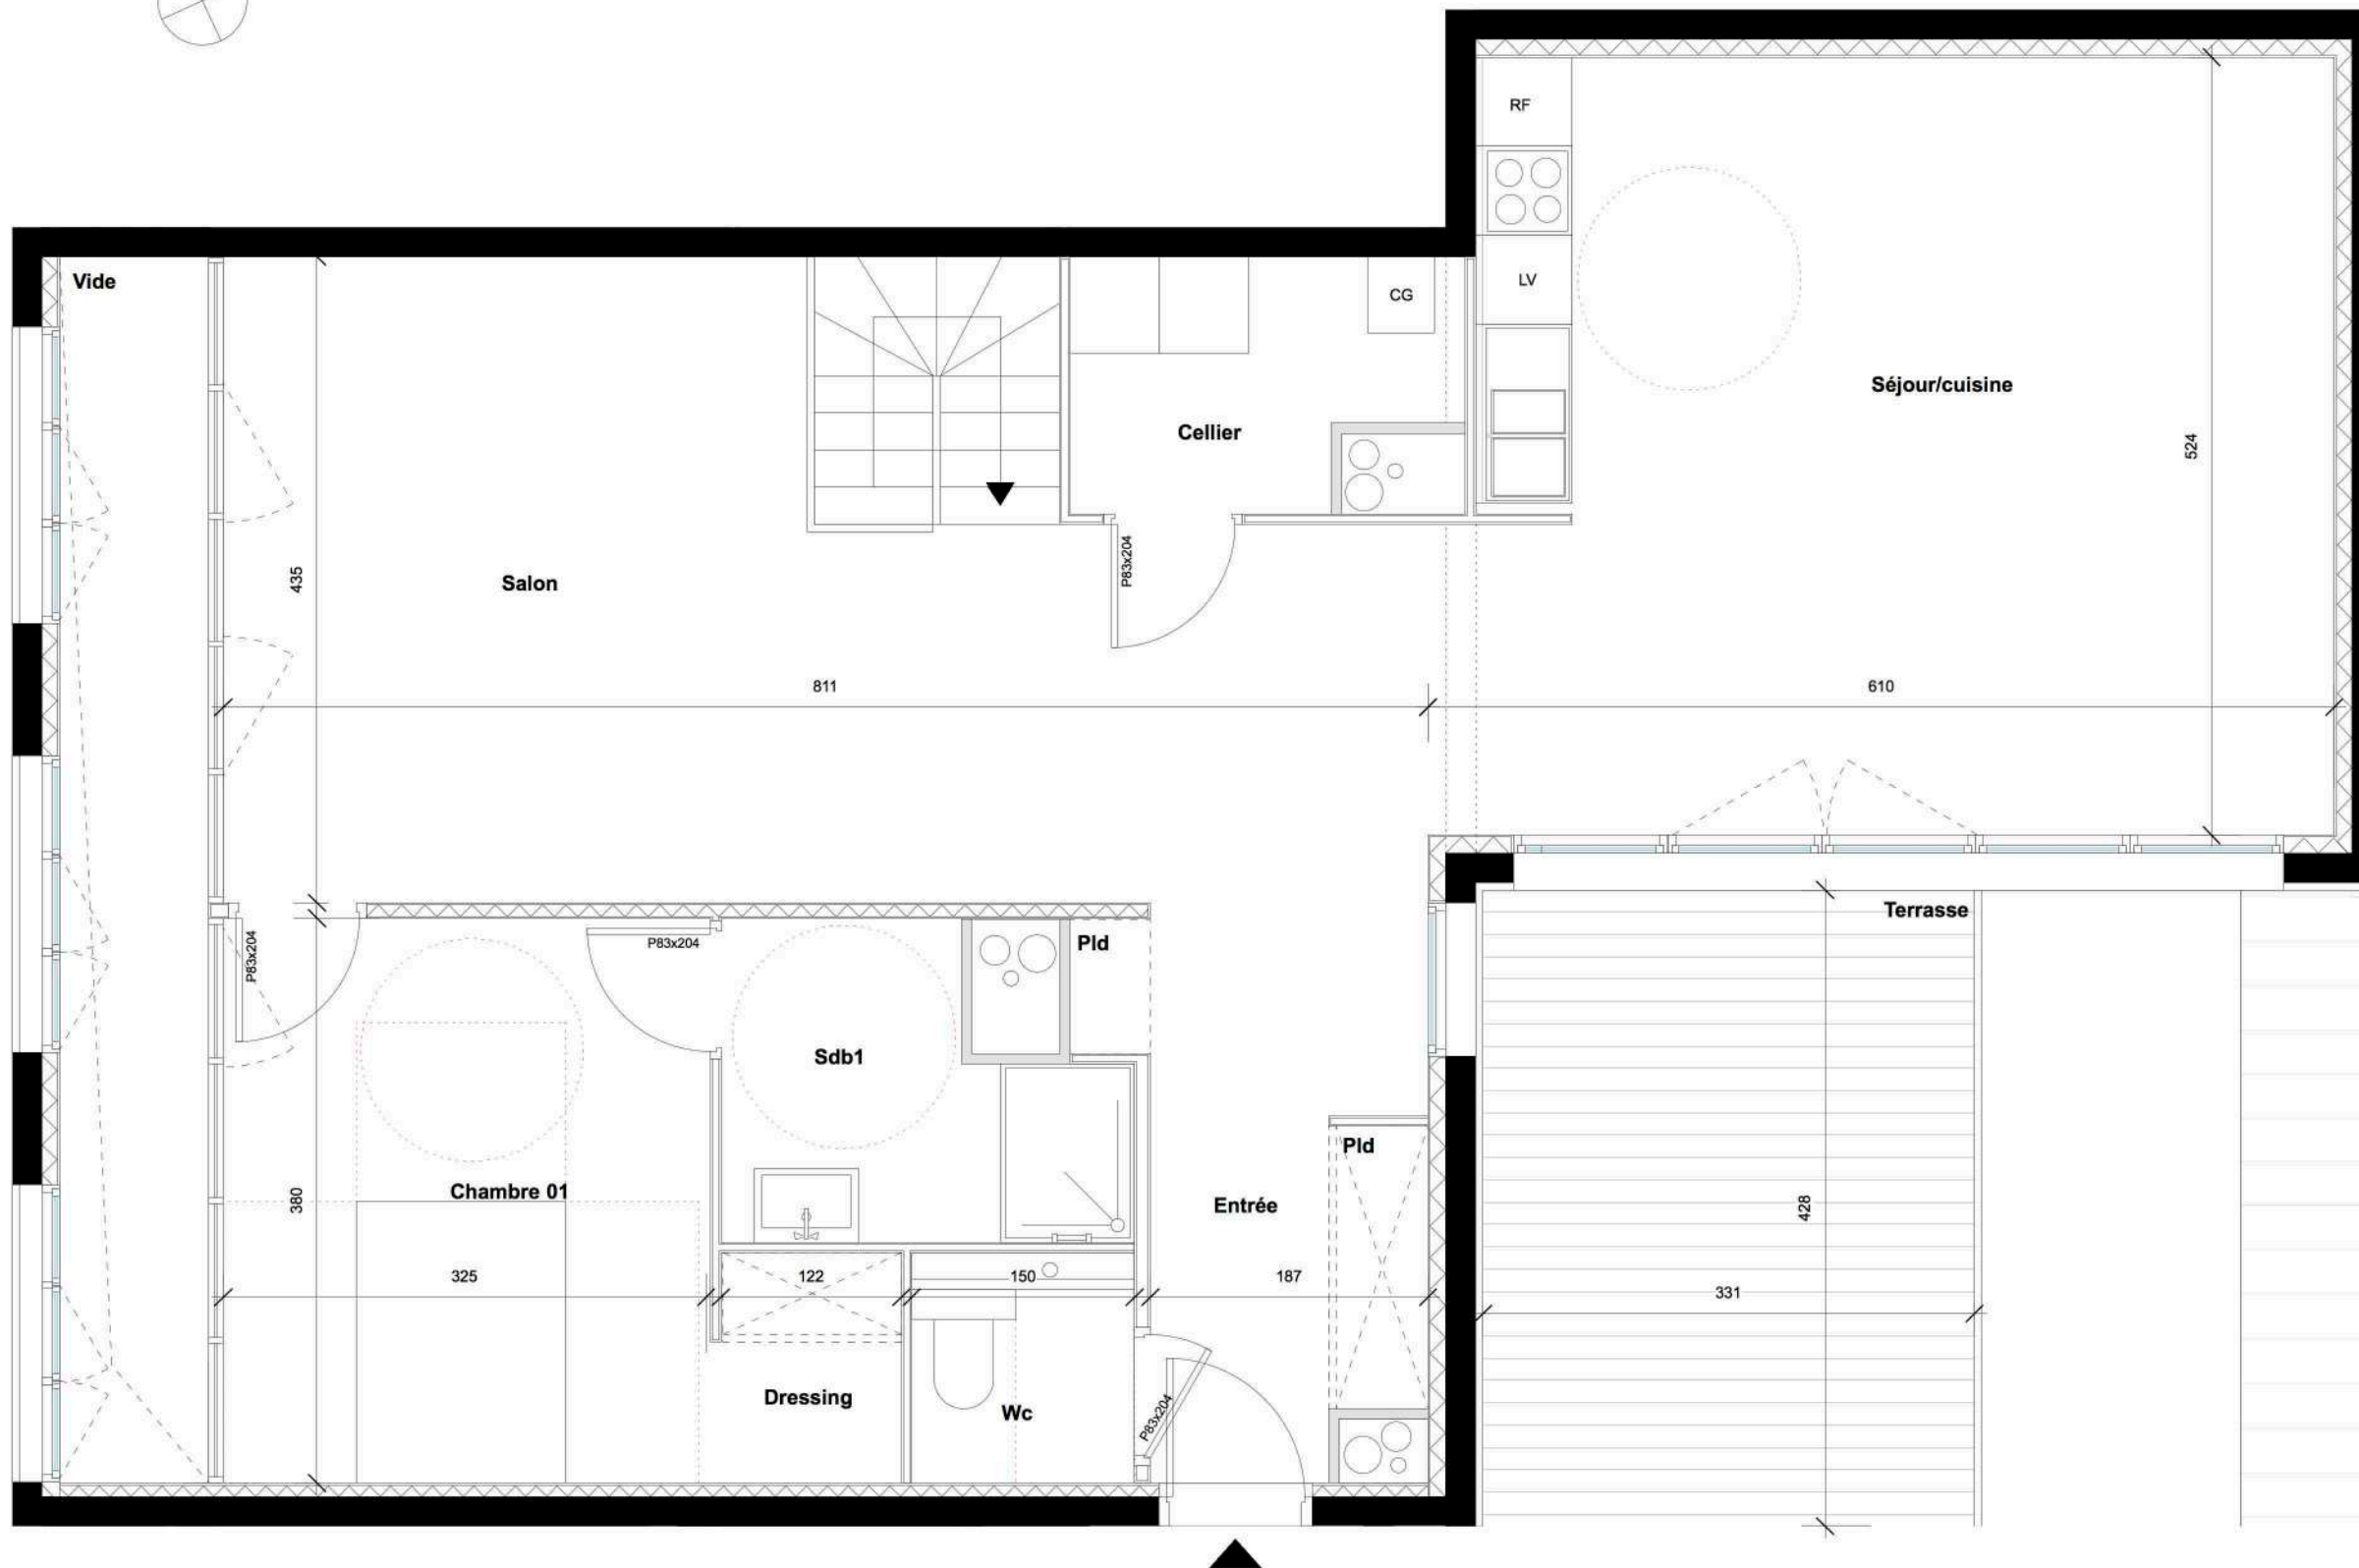 RF
Vide
LV
CG
Séjour/cuisine
Cellier
524
P83x204
435
Salon
811
610
Terrasse
P83x204
P83x204
Pld
Sdb1
Pld
Chambre 01
380
Entrée
428
325
122
150
187
331
Dressing
Wc
P83x204